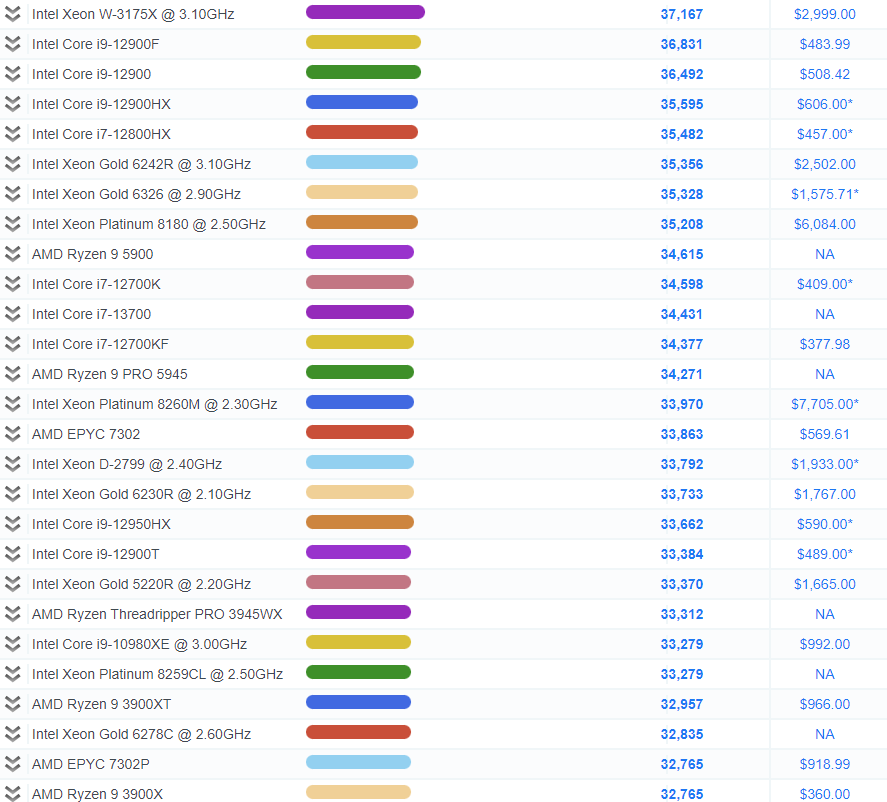 Intel Xeon W-3175X @ 3.10GHz 37,167 $2,999.00
Intel Core i9-12900F 36,831 $483.99
Intel Core i9-12900 36,492 $508.42
Intel Core i9-12900HX 35,595 $606.00*
Intel Core i7-12800HX 35,482 $457.00*
Intel Xeon Gold 6242R @ 3.10GHz 35,356 $2,502.00
Intel Xeon Gold 6326 @ 2.90GHz 35,328 $1,575.71*
Intel Xeon Platinum 8180 @ 2.50GHz 35,208 $6,084.00
AMD Ryzen 9 5900 34,615 NA
Intel Core i7-12700K 34,598 $409.00*
Intel Core i7-13700 34,431 NA
Intel Core i7-12700KF 34,377 $377.98
AMD Ryzen 9 PRO 5945 34,271 NA
Intel Xeon Platinum 8260M @ 2.30GHz 33,970 $7,705.00*
AMD EPYC 7302 33,863 $569.61
Intel Xeon D-2799 @ 2.40GHz 33,792 $1,933.00*
Intel Xeon Gold 6230R @ 2.10GHz 33,733 $1,767.00
Intel Core i9-12950HX 33,662 $590.00*
Intel Core i9-12900T 33,384 $489.00*
Intel Xeon Gold 5220R @ 2.20GHz 33,370 $1,665.00
AMD Ryzen Threadripper PRO 3945WX 33,312 NA
Intel Core i9-10980XE @ 3.00GHz 33,279 $992.00
Intel Xeon Platinum 8259CL @ 2.50GHz 33,279 NA
AMD Ryzen 9 3900XT 32,957 $966.00
Intel Xeon Gold 6278C @ 2.60GHz 32,835 NA
AMD EPYC 7302P 32,765 $918.99
AMD Ryzen 9 3900X 32,765 $360.00